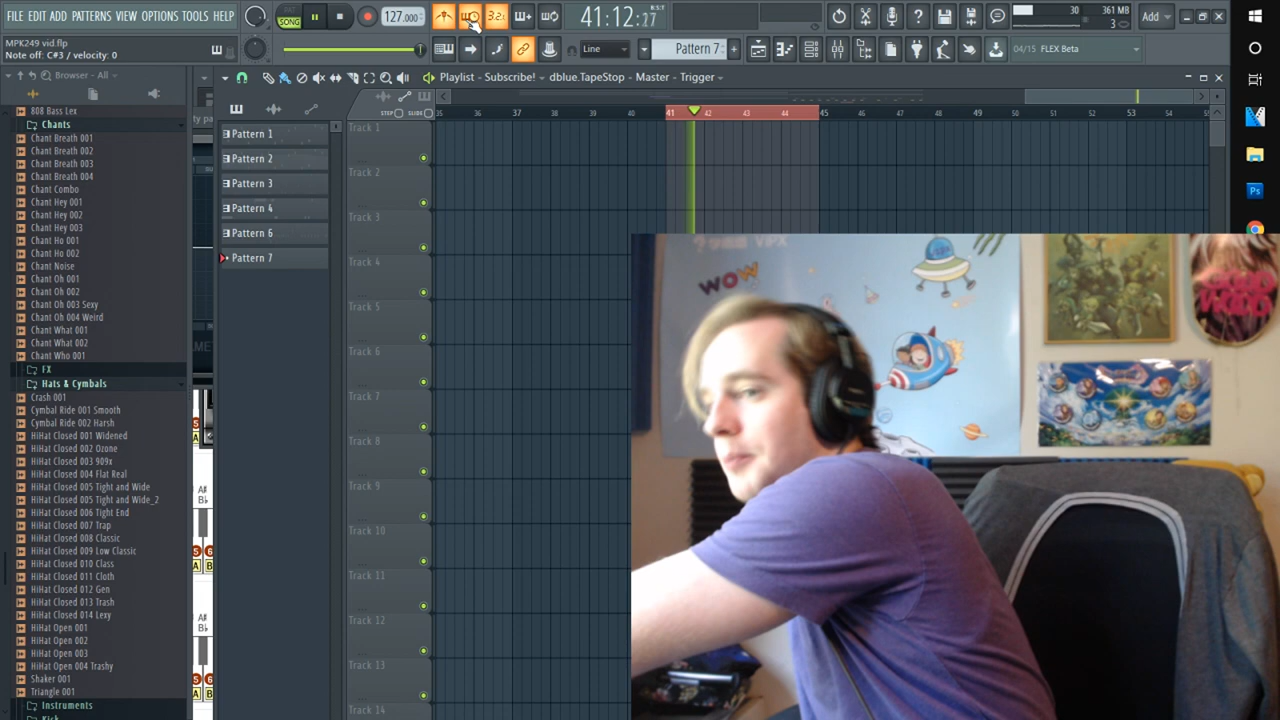 FILE EDIT ADD PATTERNS VIEW OPTIONS TOOLS HELP
SONG
127.000
3.2.
41:12:27
B:S:T
30
361 MB
3
Add
MPK249 vid.flp
Note off: C#3 / velocity: 0
Line
Pattern 7
04/15 FLEX Beta
Browser - All
Playlist - Subscribe! › dblue.TapeStop - Master - Trigger
STEP
SLIDE
35 36 37 38 39 40 41 42 43 44 45 46 47 48 49 50 51 52 53 54
808 Bass Lex
Chants
Chant Breath 001
Chant Breath 002
Chant Breath 003
Chant Breath 004
Chant Combo
Chant Hey 001
Chant Hey 002
Chant Hey 003
Chant Ho 001
Chant Ho 002
Chant Noise
Chant Oh 001
Chant Oh 002
Chant Oh 003 Sexy
Chant Oh 004 Weird
Chant What 001
Chant What 002
Chant Who 001
FX
Hats & Cymbals
Crash 001
Cymbal Ride 001 Smooth
Cymbal Ride 002 Harsh
HiHat Closed 001 Widened
HiHat Closed 002 Ozone
HiHat Closed 003 909x
HiHat Closed 004 Flat Real
HiHat Closed 005 Tight and Wide
HiHat Closed 005 Tight and Wide_2
HiHat Closed 006 Tight End
HiHat Closed 007 Trap
HiHat Closed 008 Classic
HiHat Closed 009 Low Classic
HiHat Closed 010 Class
HiHat Closed 011 Cloth
HiHat Closed 012 Gen
HiHat Closed 013 Trash
HiHat Closed 014 Lexy
HiHat Open 001
HiHat Open 002
HiHat Open 003
HiHat Open 004 Trashy
Shaker 001
Triangle 001
Instruments
Kick
A#
Bb
A#
Bb
Pattern 1
Pattern 2
Pattern 3
Pattern 4
Pattern 6
Pattern 7
Track 1
Track 2
Track 3
Track 4
Track 5
Track 6
Track 7
Track 8
Track 9
Track 10
Track 11
Track 12
Track 13
Track 14
WOW
Ps